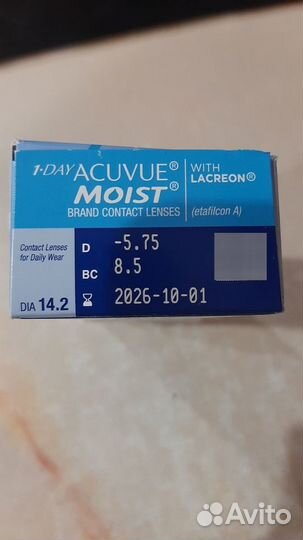 1·DAY ACUVUE® WITH
MOIST® LACREON®
BRAND CONTACT LENSES (etafilcon A)
Contact Lenses
for Daily Wear
D -5.75
BC 8.5
2026-10-01
DIA 14.2
Avito